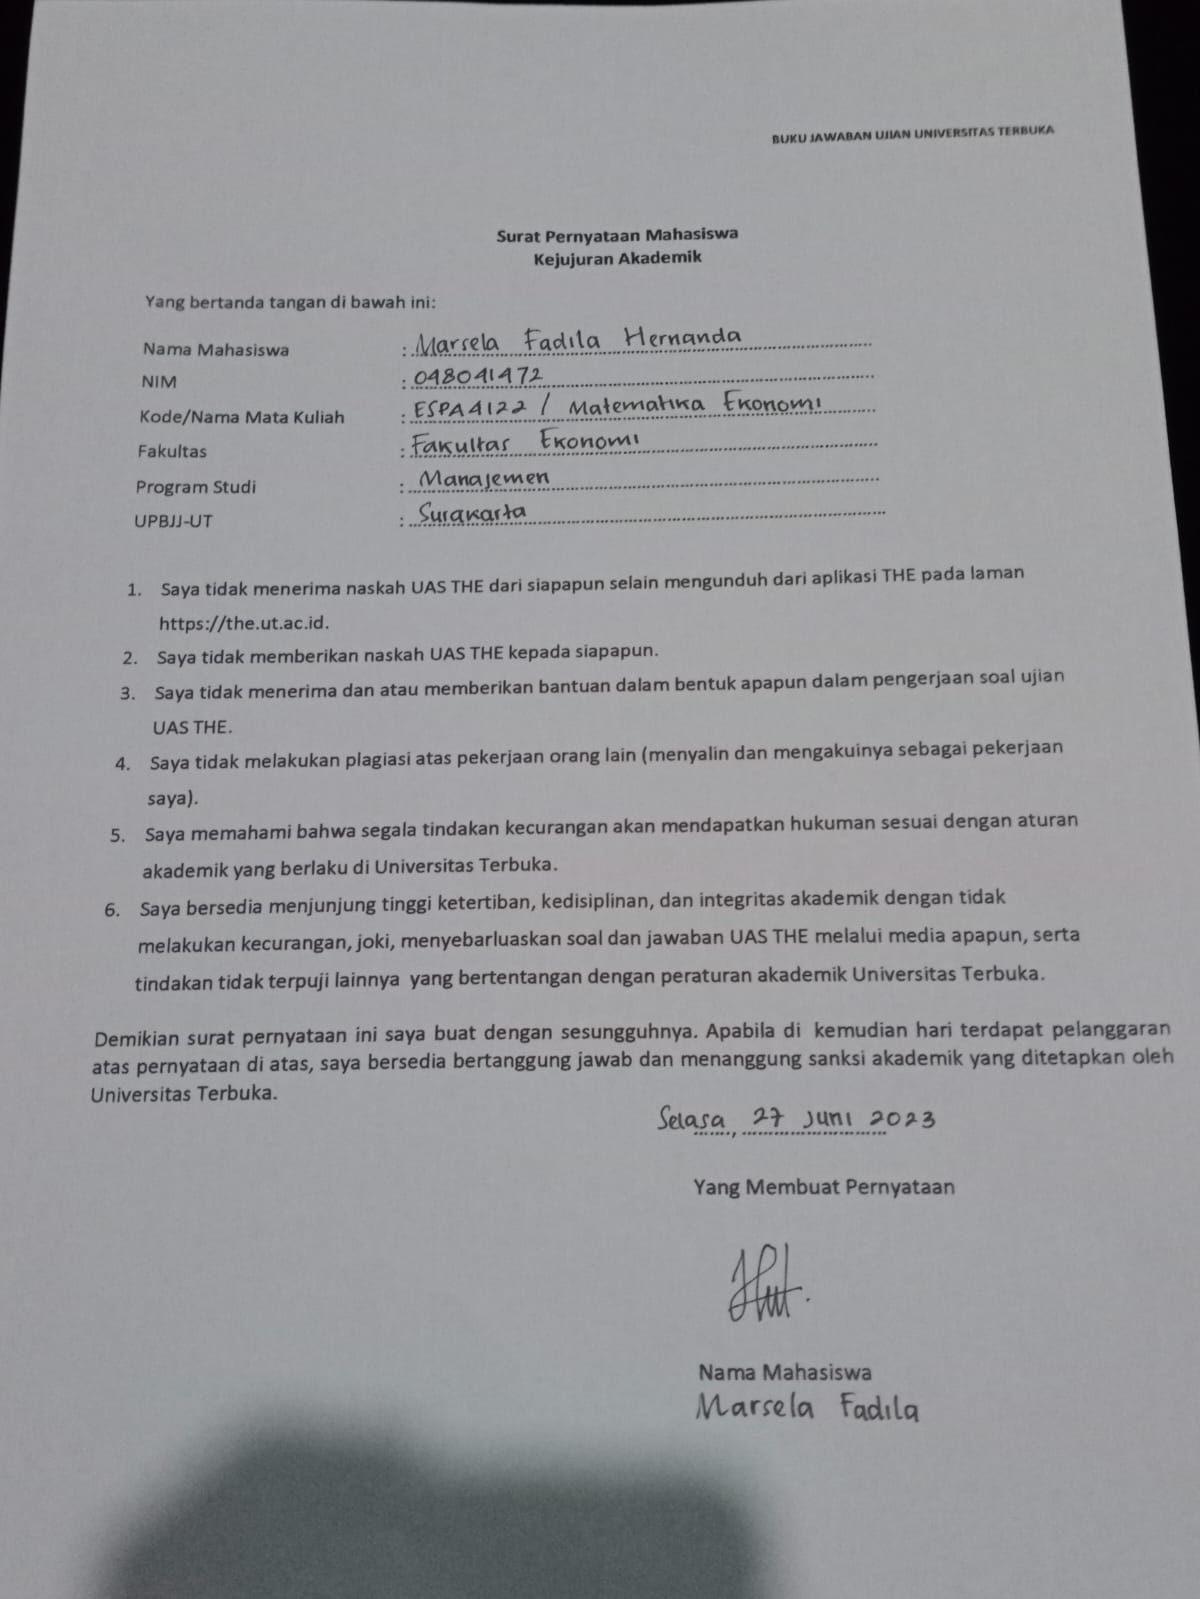 BUKU JAWABAN UJIAN UNIVERSITAS TERBUKA
Surat Pernyataan Mahasiswa
Kejujuran Akademik
Yang bertanda tangan di bawah ini:
Nama Mahasiswa : Marsela Fadila Hernanda
NIM : 048041472
Kode/Nama Mata Kuliah : ESPA4122 / Matematika Ekonomi
Fakultas : Fakultas Ekonomi
Program Studi : Manajemen
UPBJJ-UT : Surakarta
1. Saya tidak menerima naskah UAS THE dari siapapun selain mengunduh dari aplikasi THE pada laman
https://the.ut.ac.id.
2. Saya tidak memberikan naskah UAS THE kepada siapapun.
3. Saya tidak menerima dan atau memberikan bantuan dalam bentuk apapun dalam pengerjaan soal ujian
UAS THE.
4. Saya tidak melakukan plagiasi atas pekerjaan orang lain (menyalin dan mengakuinya sebagai pekerjaan
saya).
5. Saya memahami bahwa segala tindakan kecurangan akan mendapatkan hukuman sesuai dengan aturan
akademik yang berlaku di Universitas Terbuka.
6. Saya bersedia menjunjung tinggi ketertiban, kedisiplinan, dan integritas akademik dengan tidak
melakukan kecurangan, joki, menyebarluaskan soal dan jawaban UAS THE melalui media apapun, serta
tindakan tidak terpuji lainnya yang bertentangan dengan peraturan akademik Universitas Terbuka.
Demikian surat pernyataan ini saya buat dengan sesungguhnya. Apabila di kemudian hari terdapat pelanggaran
atas pernyataan di atas, saya bersedia bertanggung jawab dan menanggung sanksi akademik yang ditetapkan oleh
Universitas Terbuka.
Selasa, 27 Juni 2023
Yang Membuat Pernyataan
Nama Mahasiswa
Marsela Fadila